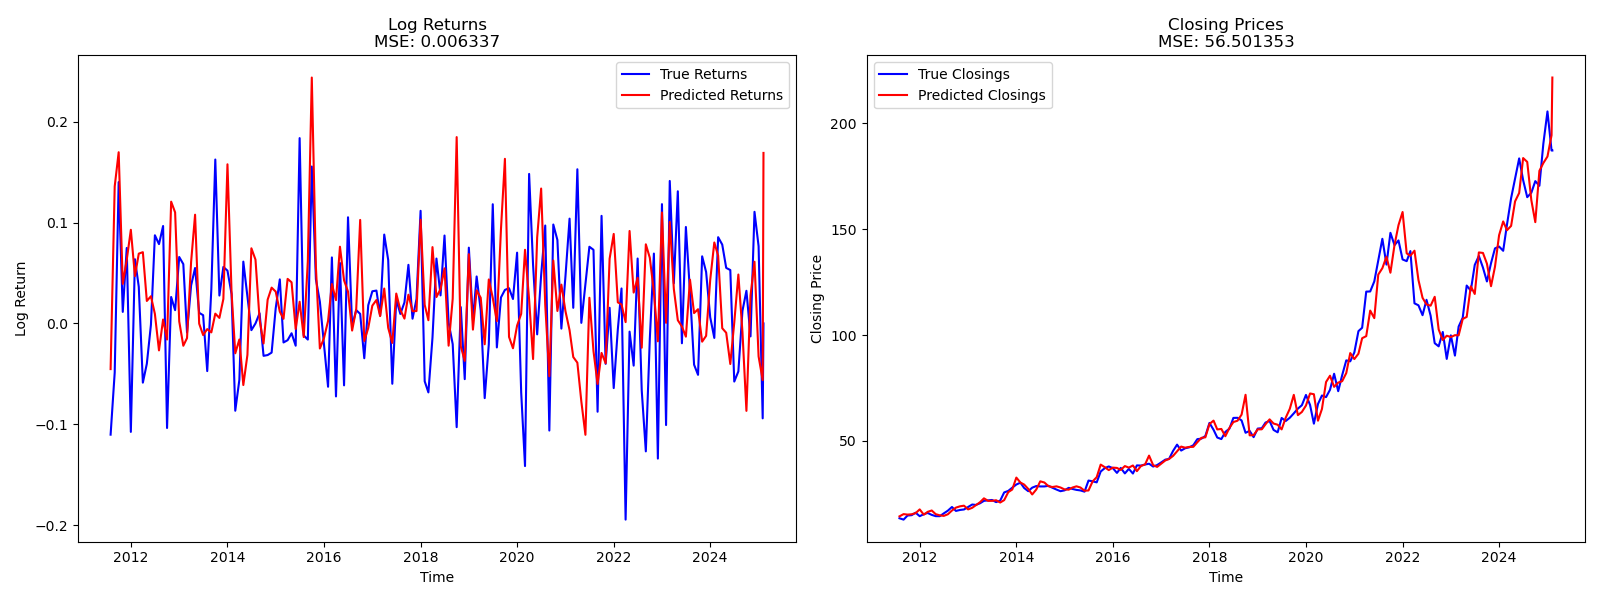 Log Returns
MSE: 0.006337
True Returns
Predicted Returns
Log Return
0.2
0.1
0.0
−0.1
−0.2
2012
2014
2016
2018
2020
2022
2024
Time
Closing Prices
MSE: 56.501353
True Closings
Predicted Closings
Closing Price
200
150
100
50
2012
2014
2016
2018
2020
2022
2024
Time